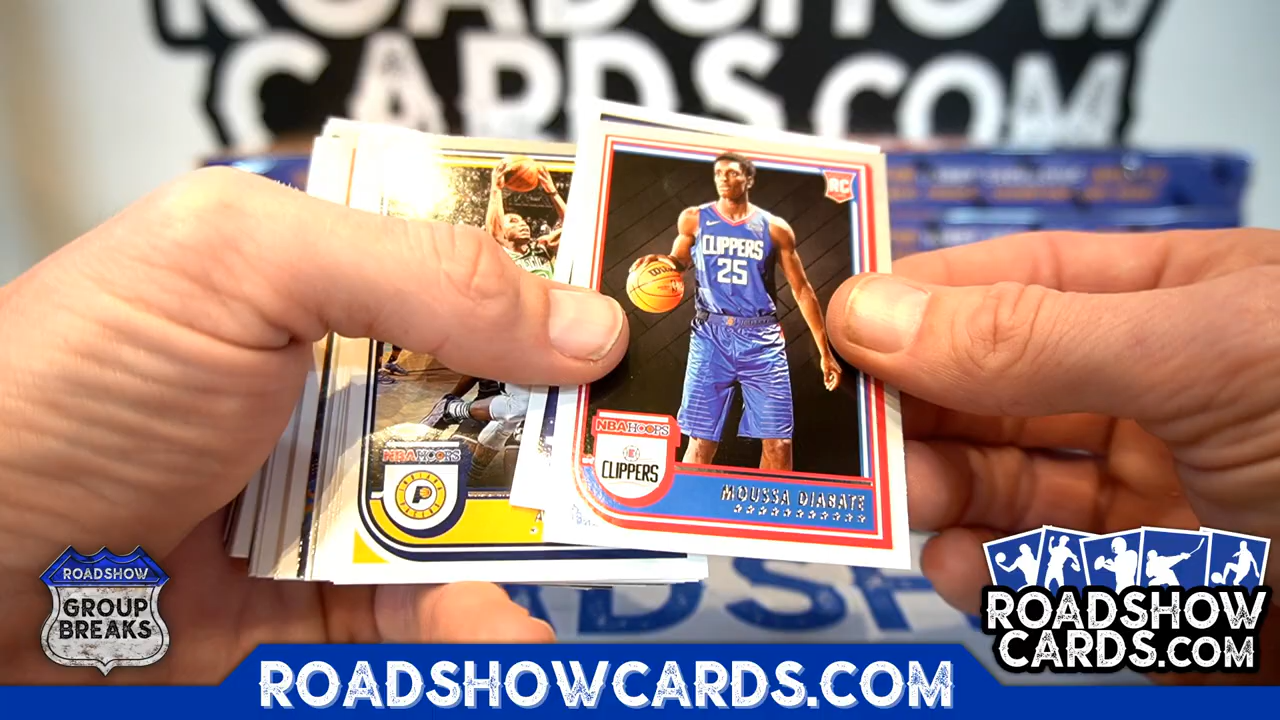 ROADSHOW
CARDS.COM
RC
CLIPPERS
25
Wilson
NBA HOOPS
CLIPPERS
MOUSSA DIABATE
NBA HOOPS
ROADSHOW
GROUP
BREAKS
ROADSHOWCARDS.COM
ROADSHOW
CARDS.COM